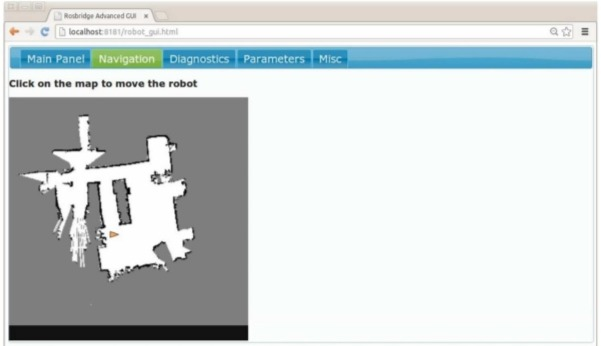 Rosbridge Advanced GUI
localhost:8181/robot_gui.html
Main Panel Navigation Diagnostics Parameters Misc
Click on the map to move the robot